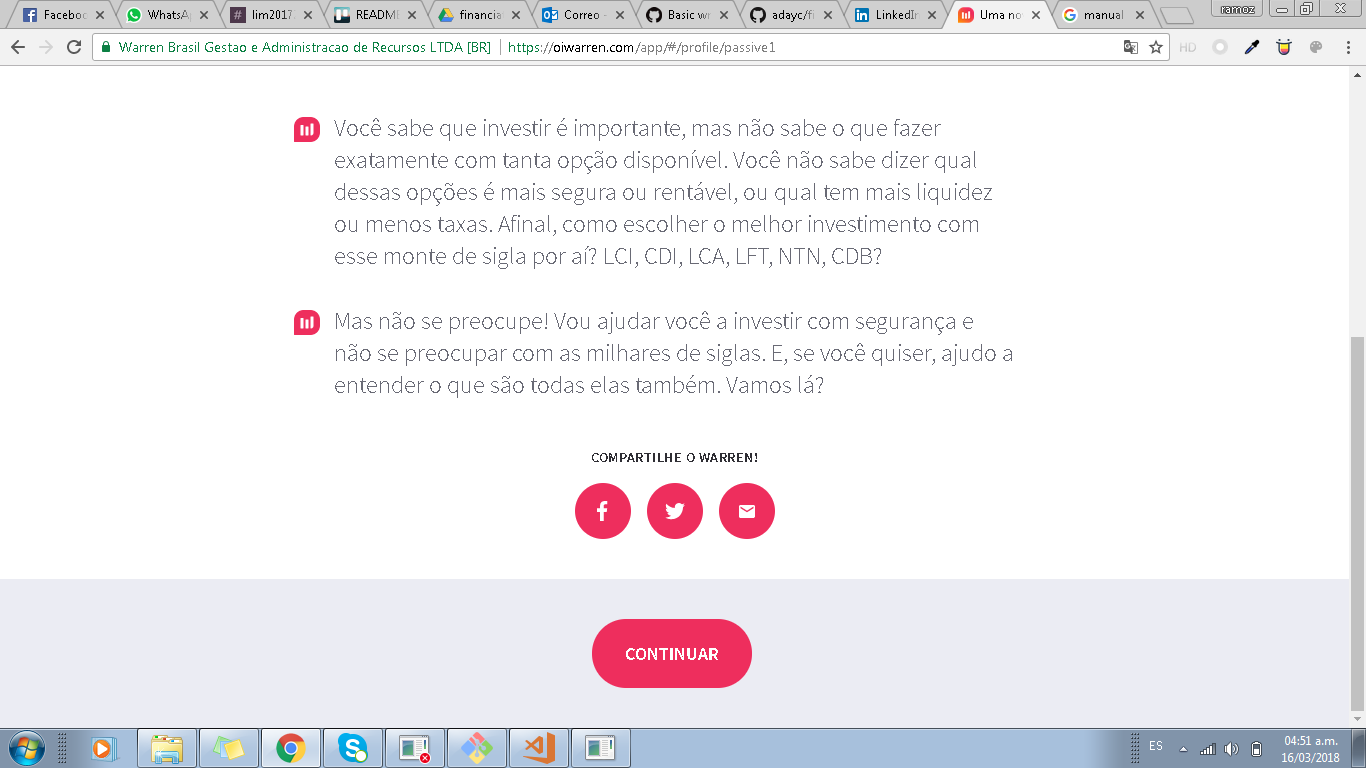 Faceboo
WhatsA
lim2017
README
financia
Correo -
Basic w
adayc/fi
LinkedIn
Uma no
manual
ramoz
Warren Brasil Gestao e Administracao de Recursos LTDA [BR]
https://oiwarren.com/app/#/profile/passive1
HD
Você sabe que investir é importante, mas não sabe o que fazer
exatamente com tanta opção disponível. Você não sabe dizer qual
dessas opções é mais segura ou rentável, ou qual tem mais liquidez
ou menos taxas. Afinal, como escolher o melhor investimento com
esse monte de sigla por aí? LCI, CDI, LCA, LFT, NTN, CDB?
Mas não se preocupe! Vou ajudar você a investir com segurança e
não se preocupar com as milhares de siglas. E, se você quiser, ajudo a
entender o que são todas elas também. Vamos lá?
COMPARTILHE O WARREN!
CONTINUAR
ES
04:51 a.m.
16/03/2018